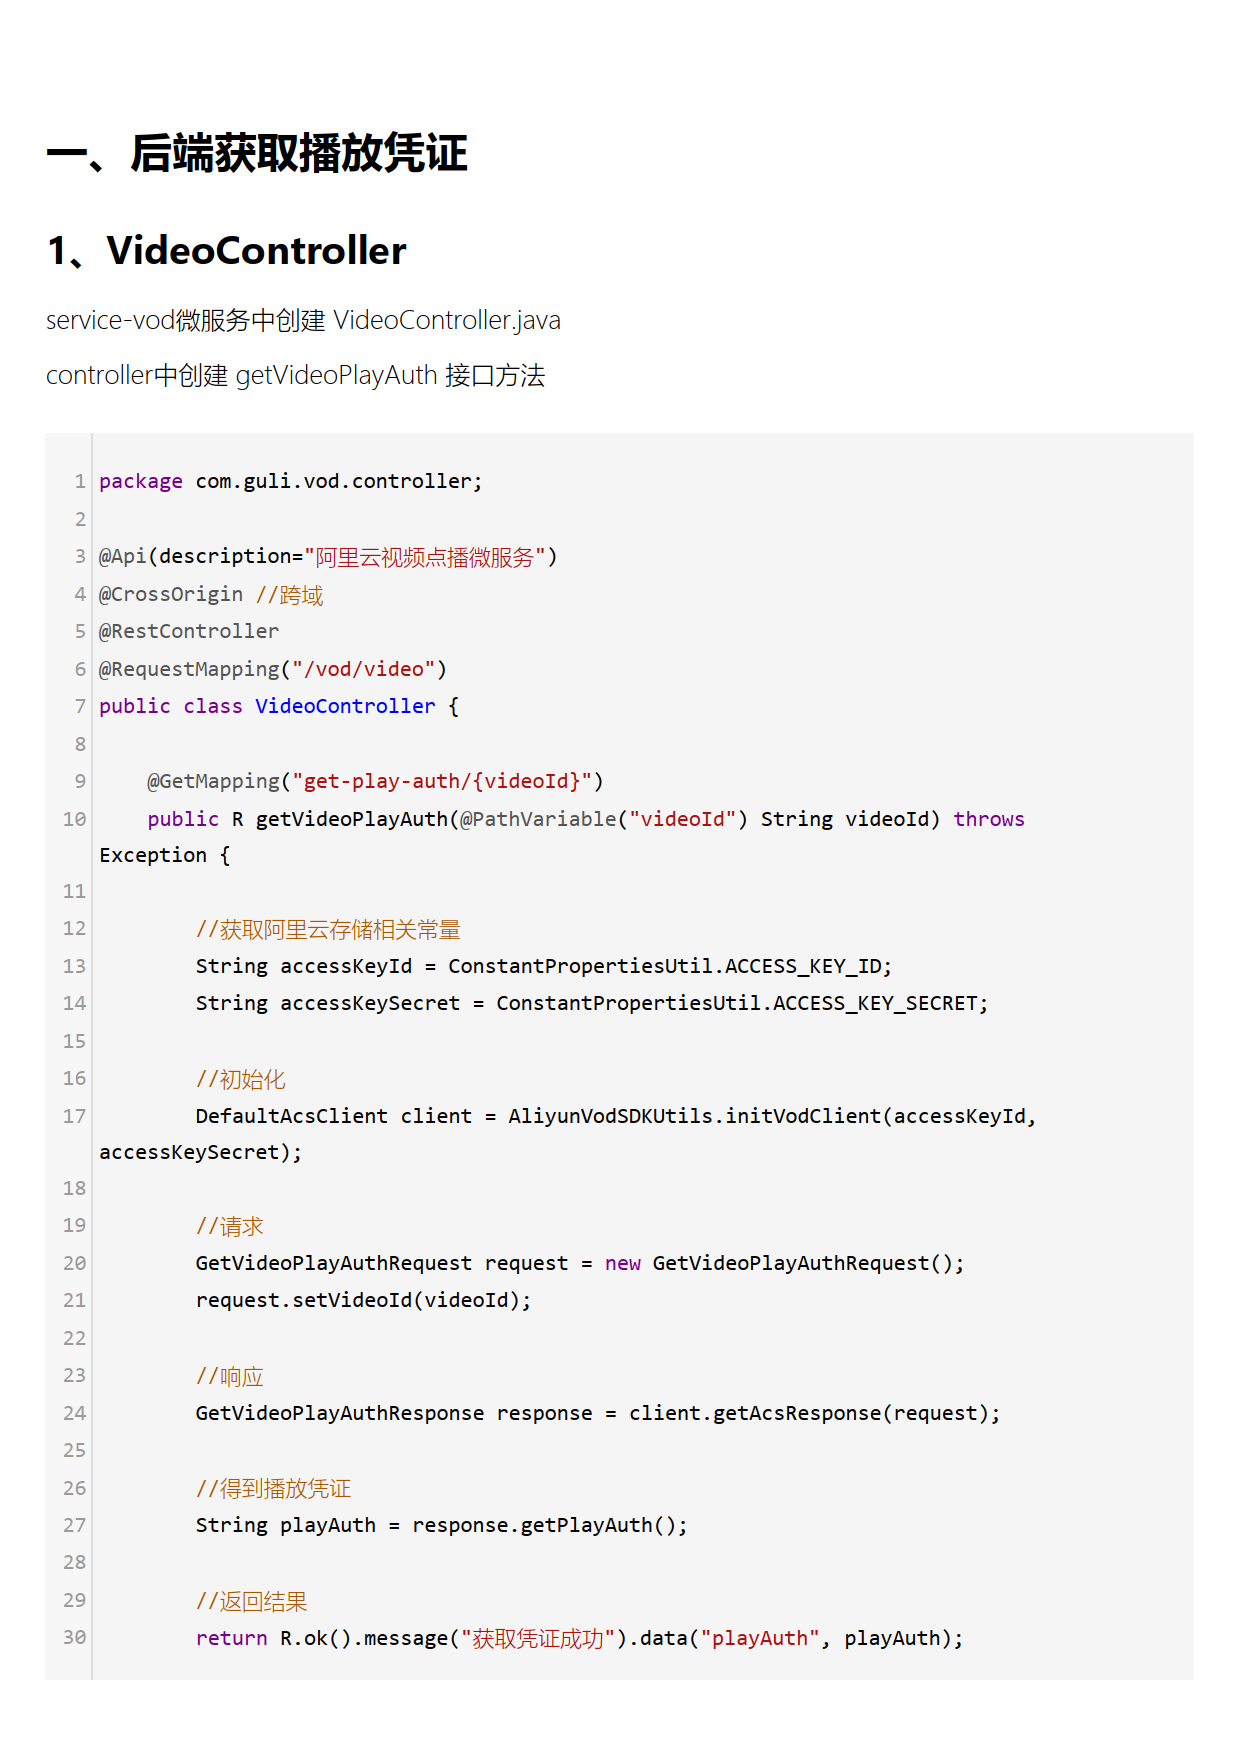 一、后端获取播放凭证
1、VideoController
service-vod微服务中创建 VideoController.java
controller中创建 getVideoPlayAuth 接口方法
1 package com.guli.vod.controller;
2
3 @Api(description="阿里云视频点播微服务")
4 @CrossOrigin //跨域
5 @RestController
6 @RequestMapping("/vod/video")
7 public class VideoController {
8
9     @GetMapping("get-play-auth/{videoId}")
10     public R getVideoPlayAuth(@PathVariable("videoId") String videoId) throws
Exception {
11
12         //获取阿里云存储相关常量
13         String accessKeyId = ConstantPropertiesUtil.ACCESS_KEY_ID;
14         String accessKeySecret = ConstantPropertiesUtil.ACCESS_KEY_SECRET;
15
16         //初始化
17         DefaultAcsClient client = AliyunVodSDKUtils.initVodClient(accessKeyId,
accessKeySecret);
18
19         //请求
20         GetVideoPlayAuthRequest request = new GetVideoPlayAuthRequest();
21         request.setVideoId(videoId);
22
23         //响应
24         GetVideoPlayAuthResponse response = client.getAcsResponse(request);
25
26         //得到播放凭证
27         String playAuth = response.getPlayAuth();
28
29         //返回结果
30         return R.ok().message("获取凭证成功").data("playAuth", playAuth);